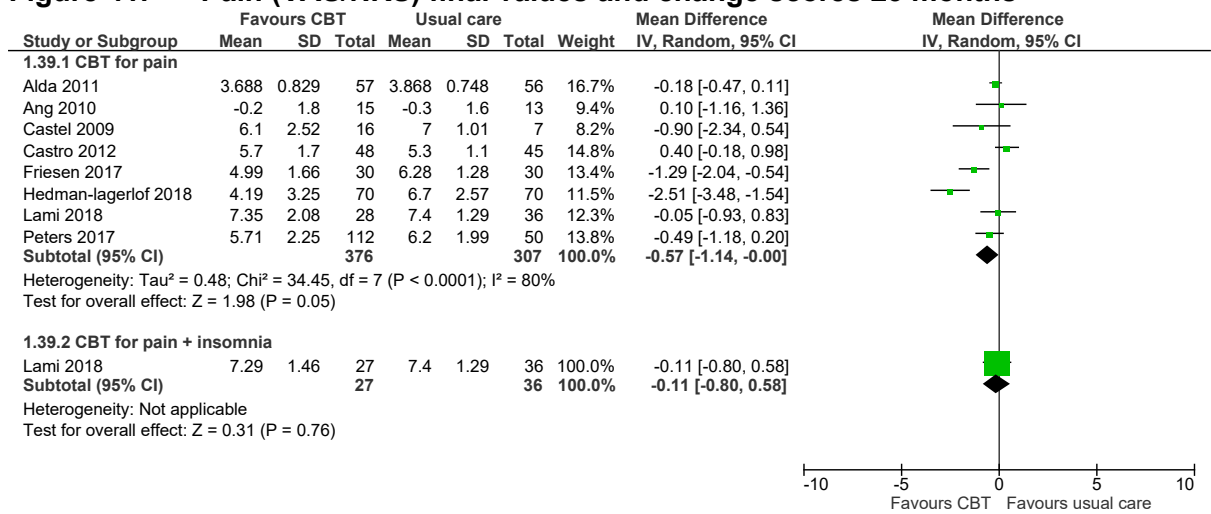 Favours CBT Usual care Mean Difference Mean Difference
Study or Subgroup Mean SD Total Mean SD Total Weight IV, Random, 95% CI IV, Random, 95% CI
1.39.1 CBT for pain
Alda 2011 3.688 0.829 57 3.868 0.748 56 16.7% -0.18 [-0.47, 0.11]
Ang 2010 -0.2 1.8 15 -0.3 1.6 13 9.4% 0.10 [-1.16, 1.36]
Castel 2009 6.1 2.52 16 7 1.01 7 8.2% -0.90 [-2.34, 0.54]
Castro 2012 5.7 1.7 48 5.3 1.1 45 14.8% 0.40 [-0.18, 0.98]
Friesen 2017 4.99 1.66 30 6.28 1.28 30 13.4% -1.29 [-2.04, -0.54]
Hedman-lagerlof 2018 4.19 3.25 70 6.7 2.57 70 11.5% -2.51 [-3.48, -1.54]
Lami 2018 7.35 2.08 28 7.4 1.29 36 12.3% -0.05 [-0.93, 0.83]
Peters 2017 5.71 2.25 112 6.2 1.99 50 13.8% -0.49 [-1.18, 0.20]
Subtotal (95% CI) 376 307 100.0% -0.57 [-1.14, -0.00]
Heterogeneity: Tau² = 0.48; Chi² = 34.45, df = 7 (P < 0.0001); I² = 80%
Test for overall effect: Z = 1.98 (P = 0.05)
1.39.2 CBT for pain + insomnia
Lami 2018 7.29 1.46 27 7.4 1.29 36 100.0% -0.11 [-0.80, 0.58]
Subtotal (95% CI) 27 36 100.0% -0.11 [-0.80, 0.58]
Heterogeneity: Not applicable
Test for overall effect: Z = 0.31 (P = 0.76)
-10 -5 0 5 10
Favours CBT Favours usual care